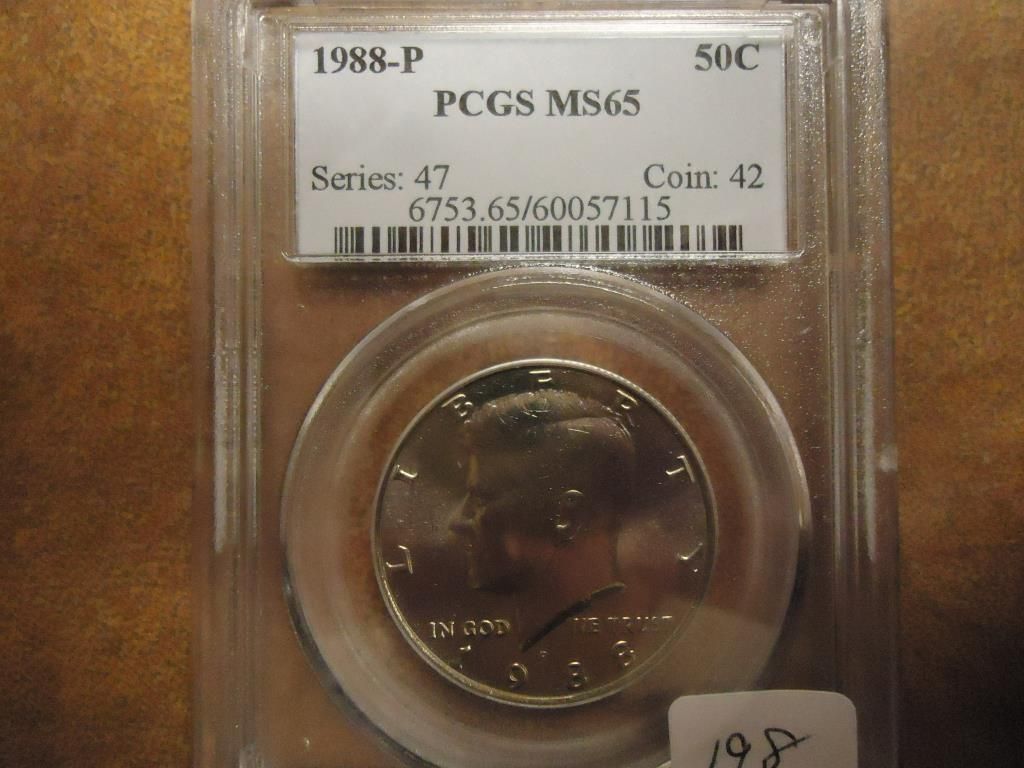 1988-P 50C
PCGS MS65
Series: 47 Coin: 42
6753.65/60057115
LIBERTY
IN GOD WE TRUST
P
1988
198